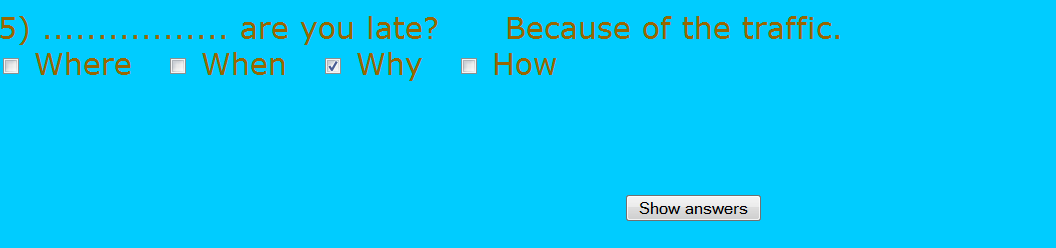 5) ................. are you late? Because of the traffic.
Where When Why How
Show answers